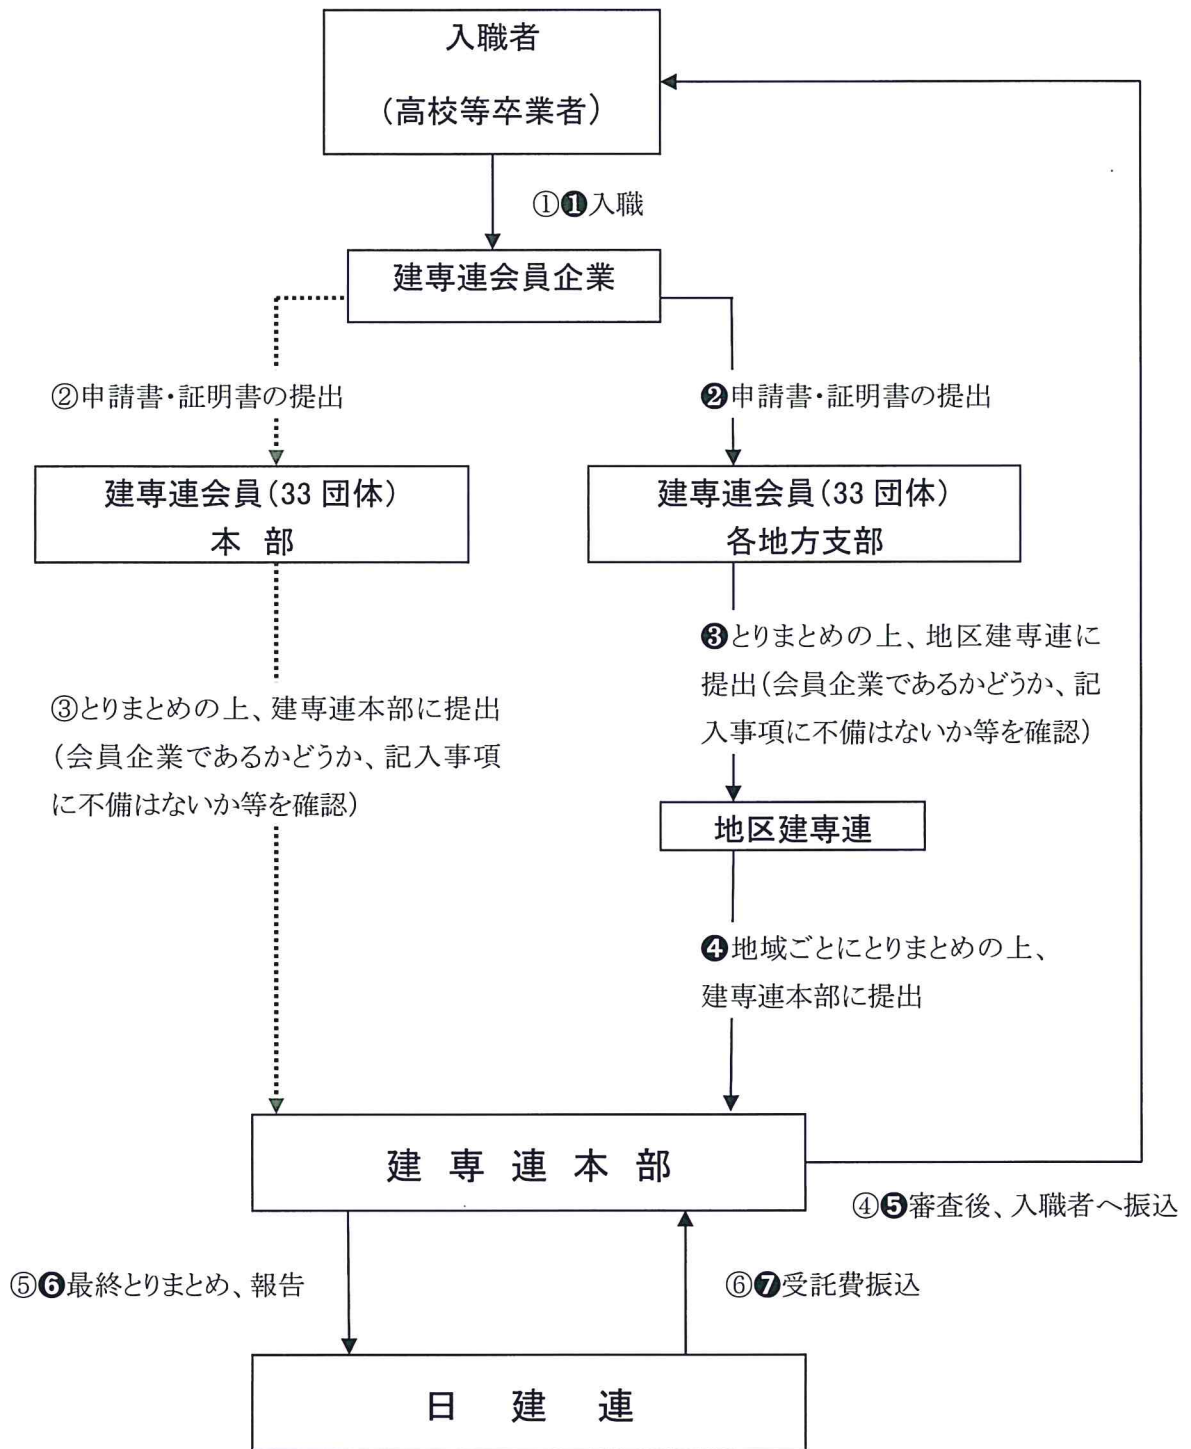 入職者
（高校等卒業者）
①❶入職
建専連会員企業
②申請書・証明書の提出
❷申請書・証明書の提出
建専連会員（33 団体）
本　部
建専連会員（33 団体）
各地方支部
❸とりまとめの上、地区建専連に
提出（会員企業であるかどうか、記
入事項に不備はないか等を確認）
③とりまとめの上、建専連本部に提出
（会員企業であるかどうか、記入事項
に不備はないか等を確認）
地区建専連
❹地域ごとにとりまとめの上、
建専連本部に提出
建 専 連 本 部
④❺審査後、入職者へ振込
⑤❻最終とりまとめ、報告
⑥❼受託費振込
日　建　連